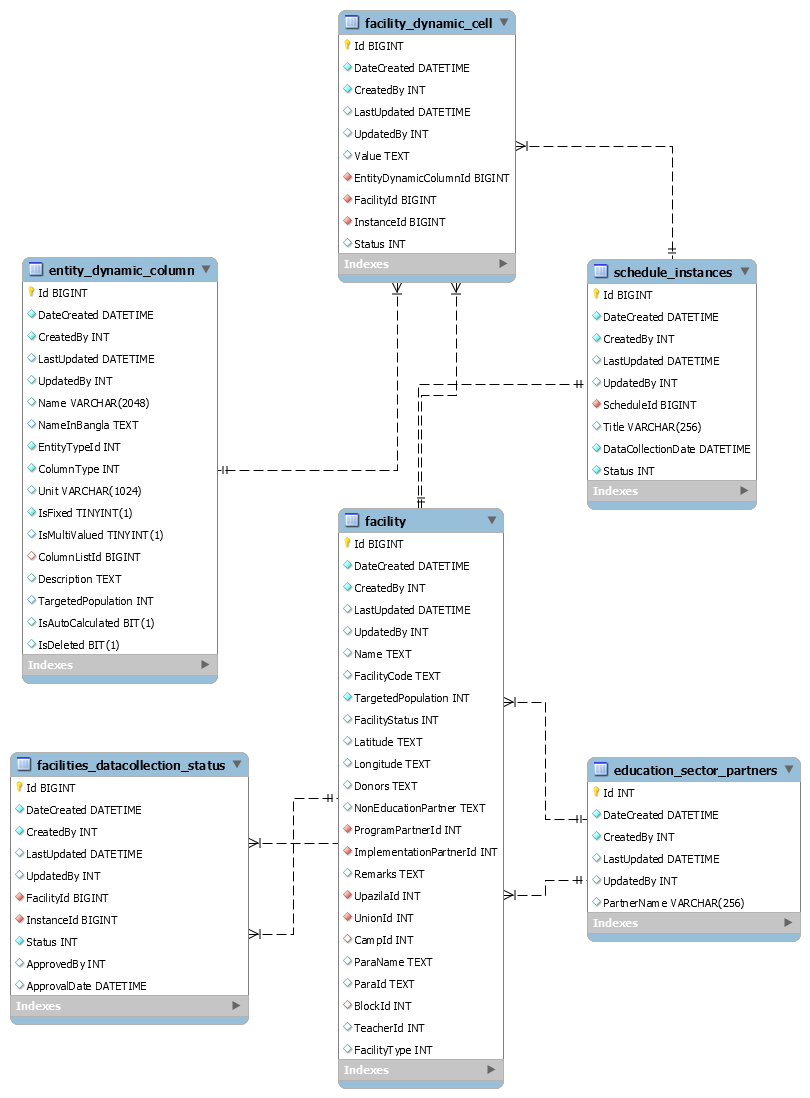 facility_dynamic_cell
Id BIGINT
DateCreated DATETIME
CreatedBy INT
LastUpdated DATETIME
UpdatedBy INT
Value TEXT
EntityDynamicColumnId BIGINT
FacilityId BIGINT
InstanceId BIGINT
Status INT
Indexes
entity_dynamic_column
Id BIGINT
DateCreated DATETIME
CreatedBy INT
LastUpdated DATETIME
UpdatedBy INT
Name VARCHAR(2048)
NameInBangla TEXT
EntityTypeId INT
ColumnType INT
Unit VARCHAR(1024)
IsFixed TINYINT(1)
IsMultiValued TINYINT(1)
ColumnListId BIGINT
Description TEXT
TargetedPopulation INT
IsAutoCalculated BIT(1)
IsDeleted BIT(1)
Indexes
schedule_instances
Id BIGINT
DateCreated DATETIME
CreatedBy INT
LastUpdated DATETIME
UpdatedBy INT
ScheduleId BIGINT
Title VARCHAR(256)
DataCollectionDate DATETIME
Status INT
Indexes
facility
Id BIGINT
DateCreated DATETIME
CreatedBy INT
LastUpdated DATETIME
UpdatedBy INT
Name TEXT
FacilityCode TEXT
TargetedPopulation INT
FacilityStatus INT
Latitude TEXT
Longitude TEXT
Donors TEXT
NonEducationPartner TEXT
ProgramPartnerId INT
ImplementationPartnerId INT
Remarks TEXT
UpazilaId INT
UnionId INT
CampId INT
ParaName TEXT
ParaId TEXT
BlockId INT
TeacherId INT
FacilityType INT
Indexes
facilities_datacollection_status
Id BIGINT
DateCreated DATETIME
CreatedBy INT
LastUpdated DATETIME
UpdatedBy INT
FacilityId BIGINT
InstanceId BIGINT
Status INT
ApprovedBy INT
ApprovalDate DATETIME
Indexes
education_sector_partners
Id INT
DateCreated DATETIME
CreatedBy INT
LastUpdated DATETIME
UpdatedBy INT
PartnerName VARCHAR(256)
Indexes